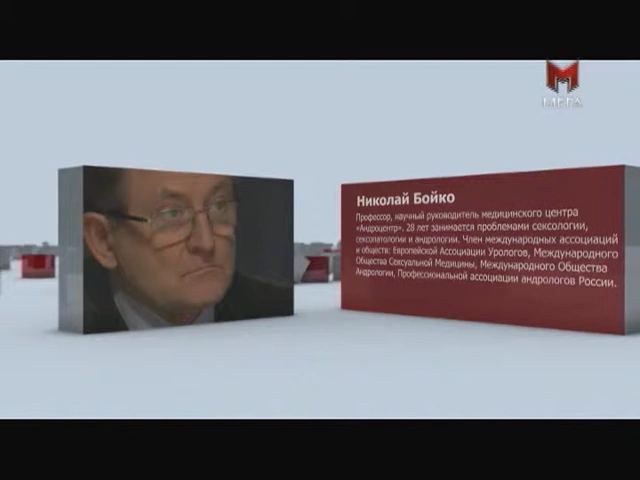 МЕГА
Николай Бойко
Профессор, научный руководитель медицинского центра
«Андроцентр». 28 лет занимается проблемами сексологии,
сексопатологии и андрологии. Член международных ассоциаций
и обществ: Европейской Ассоциации Урологов, Международного
Общества Сексуальной Медицины, Международного Общества
Андрологии, Профессиональной ассоциации андрологов России.